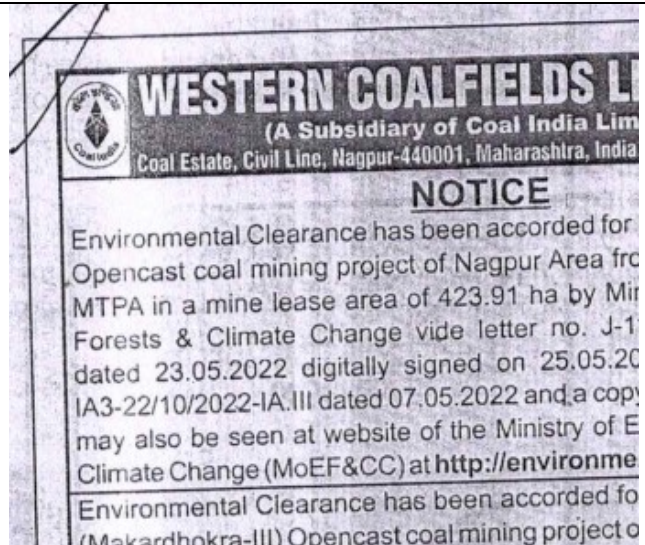 WESTERN COALFIELDS
(A Subsidiary of Coal India Lim
Coal Estate, Civil Line, Nagpur-440001, Maharashtra, India
Coal India
NOTICE
Environmental Clearance has been accorded for
Opencast coal mining project of Nagpur Area fro
MTPA in a mine lease area of 423.91 ha by Min
Forests & Climate Change vide letter no. J-1
dated 23.05.2022 digitally signed on 25.05.20
IA3-22/10/2022-IA.III dated 07.05.2022 and a copy
may also be seen at website of the Ministry of E
Climate Change (MoEF&CC) at http://environme
Environmental Clearance has been accorded fo
(Makardhokra-III) Opencast coal mining project o